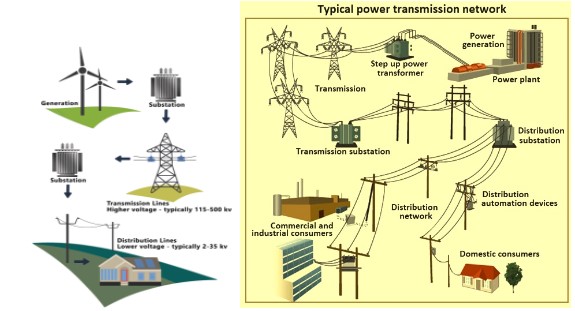 Generation
Substation
Substation
Transmission Lines
Higher voltage - typically 115-500 kv
Distribution Lines
Lower voltage - typically 2-35 kv
Typical power transmission network
Power
generation
Step up power
transformer
Power plant
Transmission
Transmission substation
Distribution
substation
Distribution
automation devices
Distribution
network
Commercial and
industrial consumers
Domestic consumers